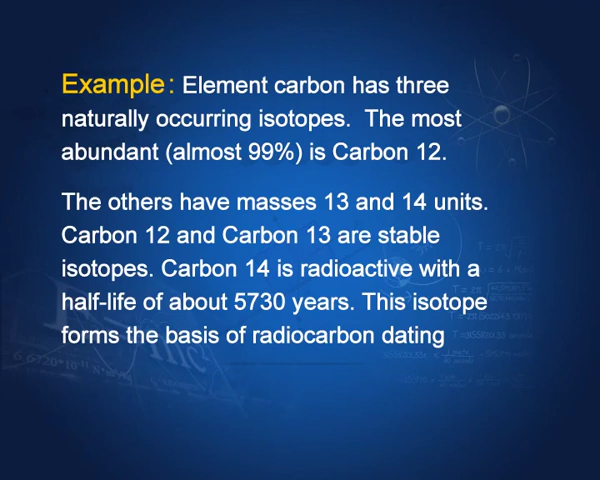 Example: Element carbon has three
naturally occurring isotopes.  The most
abundant (almost 99%) is Carbon 12.
The others have masses 13 and 14 units.
Carbon 12 and Carbon 13 are stable
isotopes. Carbon 14 is radioactive with a
half-life of about 5730 years. This isotope
forms the basis of radiocarbon dating